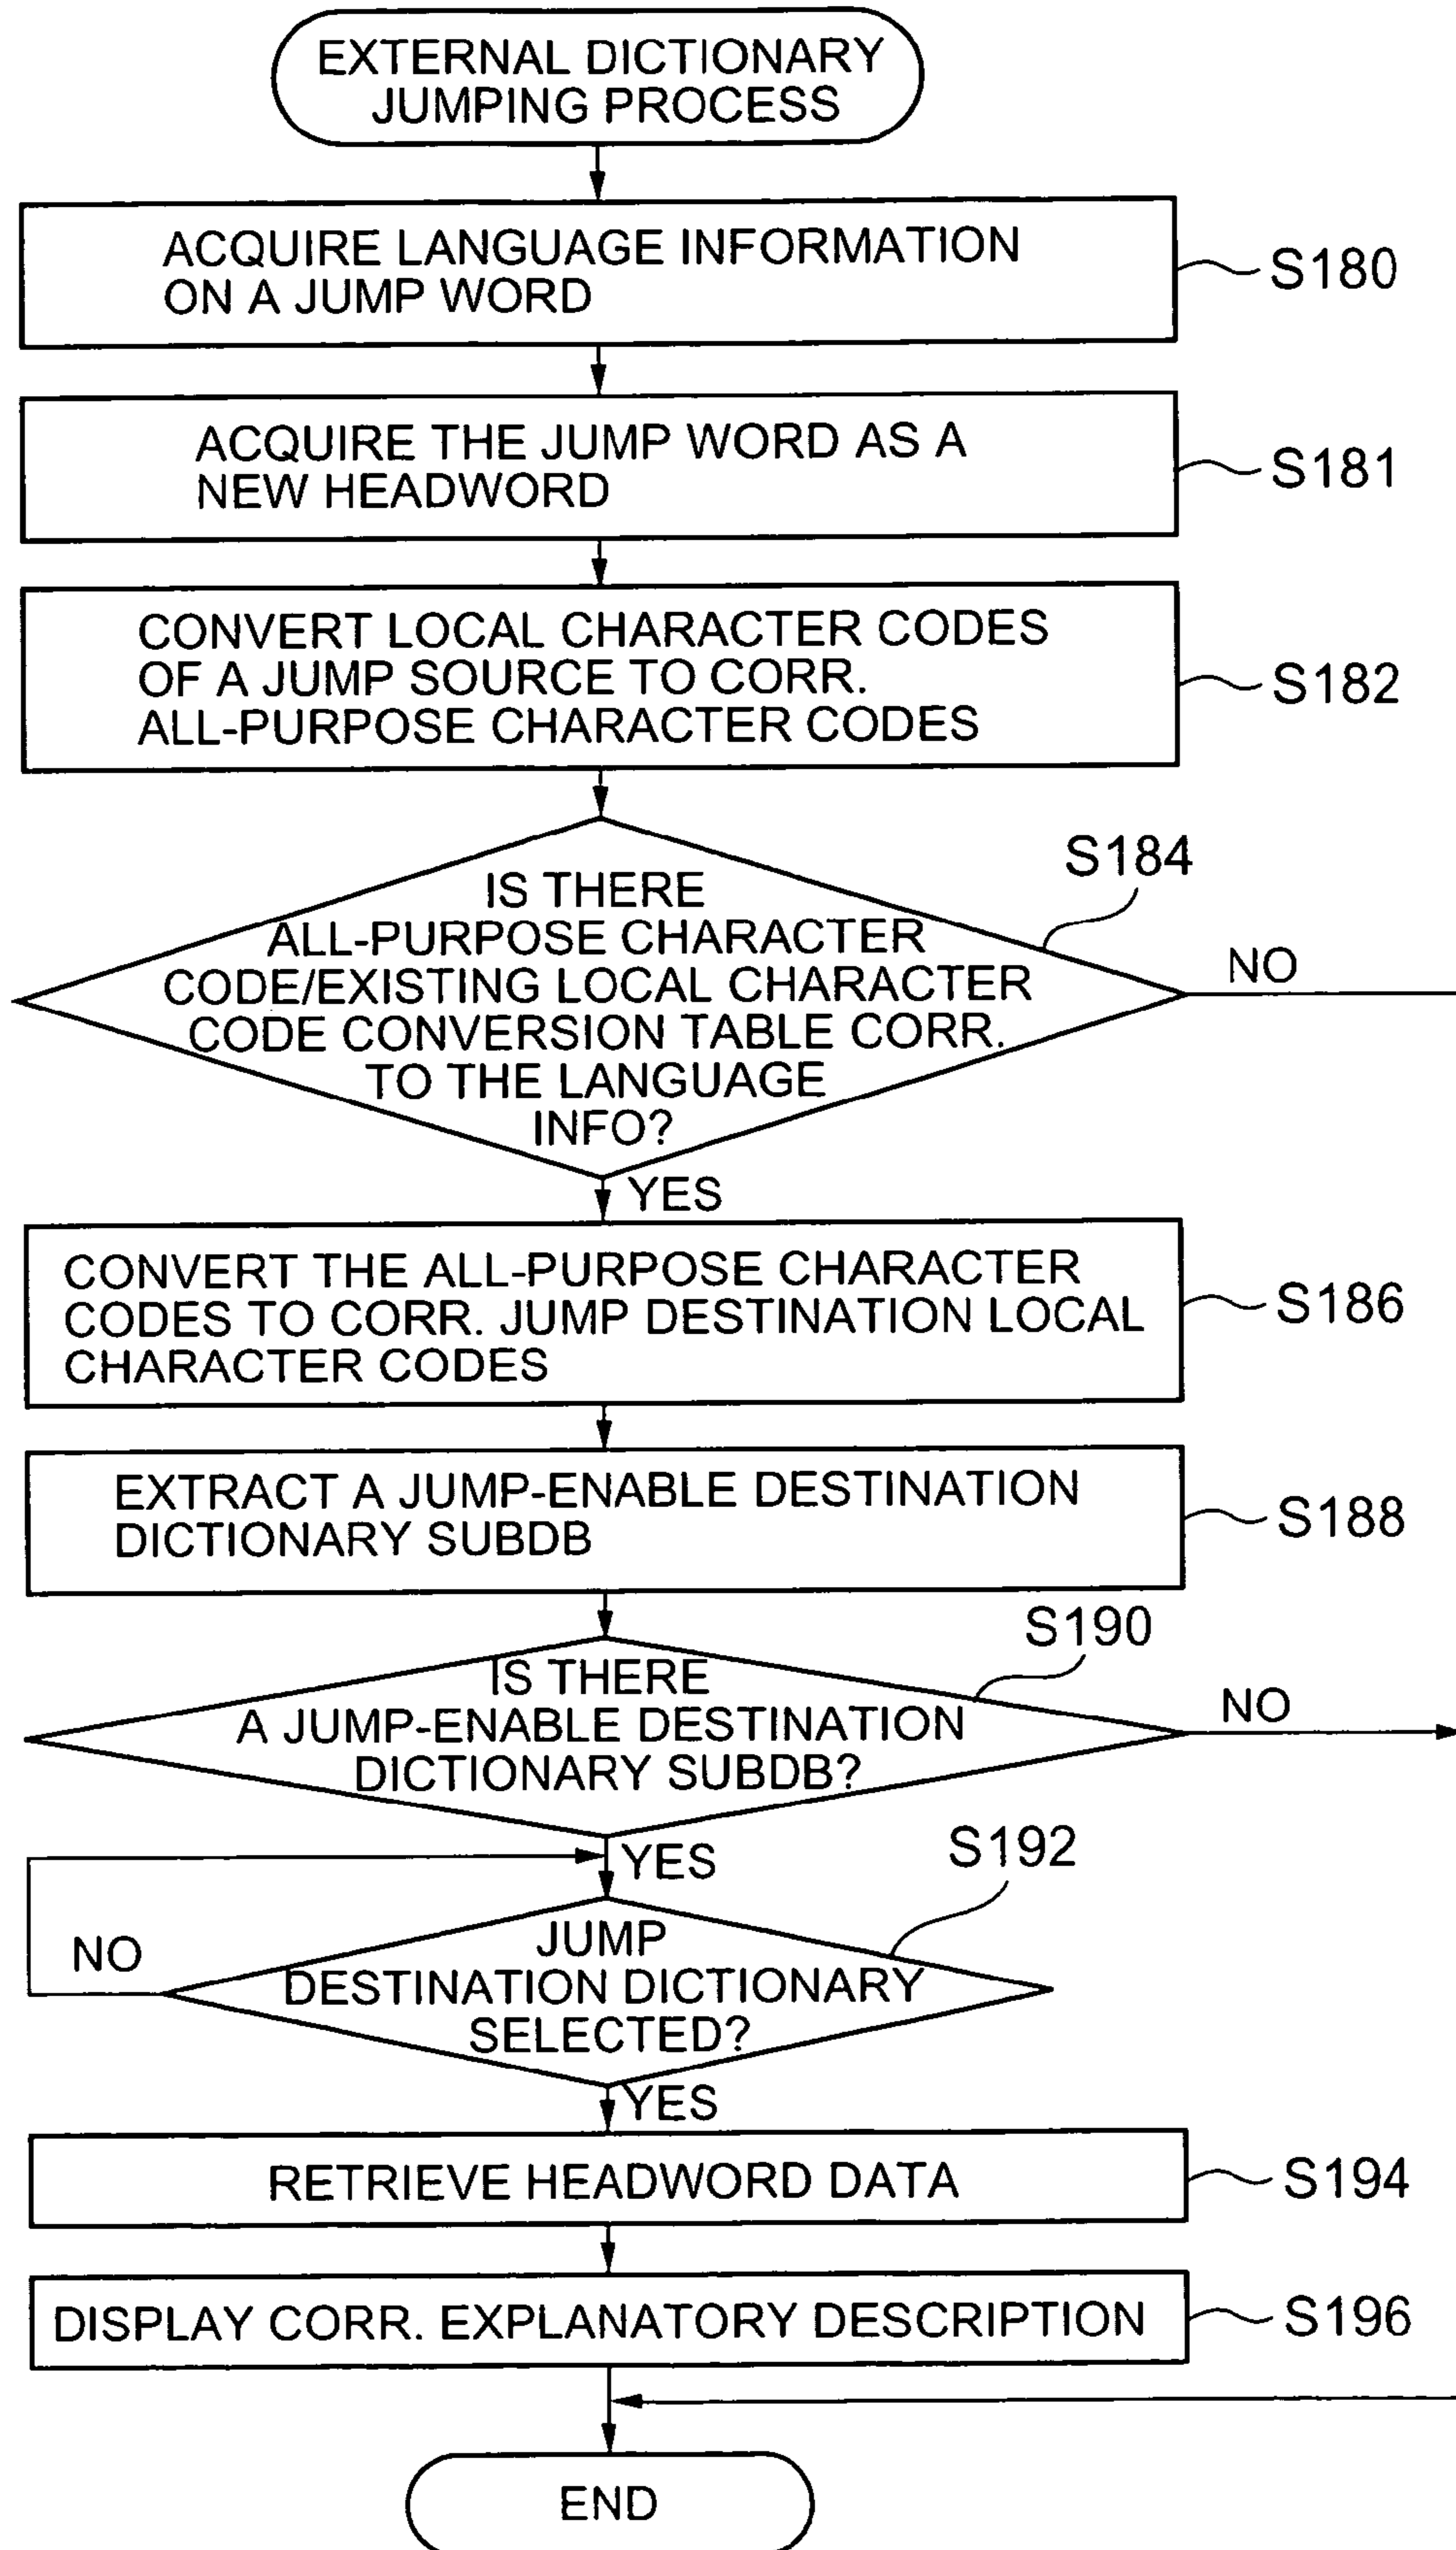 EXTERNAL DICTIONARY
JUMPING PROCESS
ACQUIRE LANGUAGE INFORMATION
ON A JUMP WORD
S180
ACQUIRE THE JUMP WORD AS A
NEW HEADWORD
S181
CONVERT LOCAL CHARACTER CODES
OF A JUMP SOURCE TO CORR.
ALL-PURPOSE CHARACTER CODES
S182
S184
IS THERE
ALL-PURPOSE CHARACTER
CODE/EXISTING LOCAL CHARACTER
CODE CONVERSION TABLE CORR.
TO THE LANGUAGE
INFO?
NO
YES
CONVERT THE ALL-PURPOSE CHARACTER
CODES TO CORR. JUMP DESTINATION LOCAL
CHARACTER CODES
S186
EXTRACT A JUMP-ENABLE DESTINATION
DICTIONARY SUBDB
S188
S190
IS THERE
A JUMP-ENABLE DESTINATION
DICTIONARY SUBDB?
NO
YES
S192
NO
JUMP
DESTINATION DICTIONARY
SELECTED?
YES
RETRIEVE HEADWORD DATA
S194
DISPLAY CORR. EXPLANATORY DESCRIPTION
S196
END